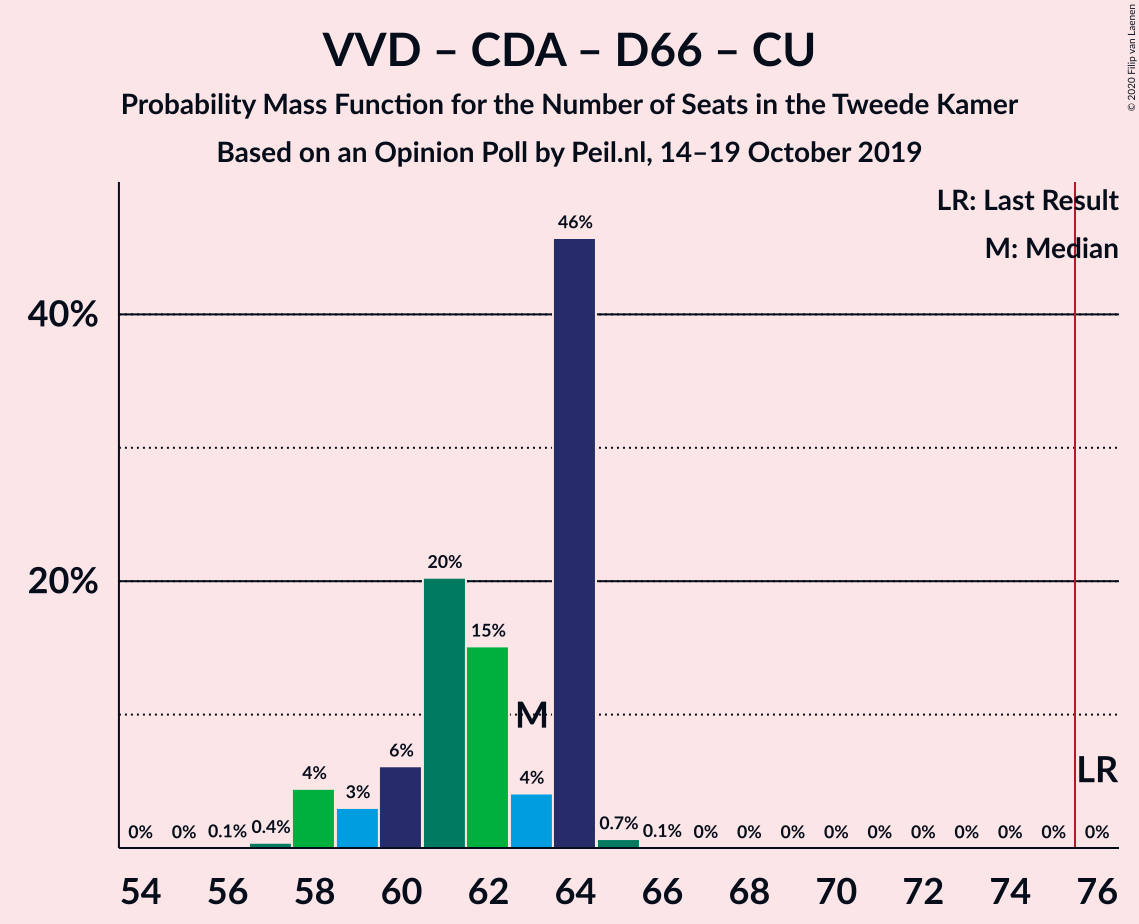 VVD – CDA – D66 – CU
Probability Mass Function for the Number of Seats in the Tweede Kamer
Based on an Opinion Poll by Peil.nl, 14–19 October 2019
© 2020 Filip van Laenen
LR: Last Result
M: Median
40%
20%
0%
0%
0.1%
0.4%
4%
3%
6%
20%
15%
M
4%
46%
0.7%
0.1%
0%
0%
0%
0%
0%
0%
0%
0%
0%
0%
LR
54 56 58 60 62 64 66 68 70 72 74 76